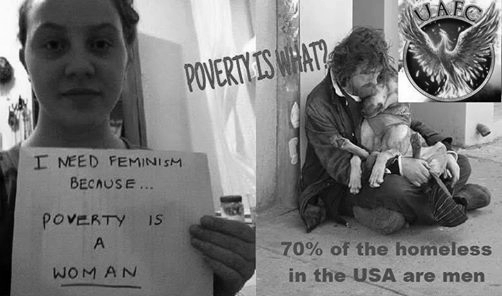 I NEED FEMINISM
BECAUSE...
POVERTY IS
A
WOMAN
POVERTY IS WHAT?
UAFC
70% of the homeless
in the USA are men